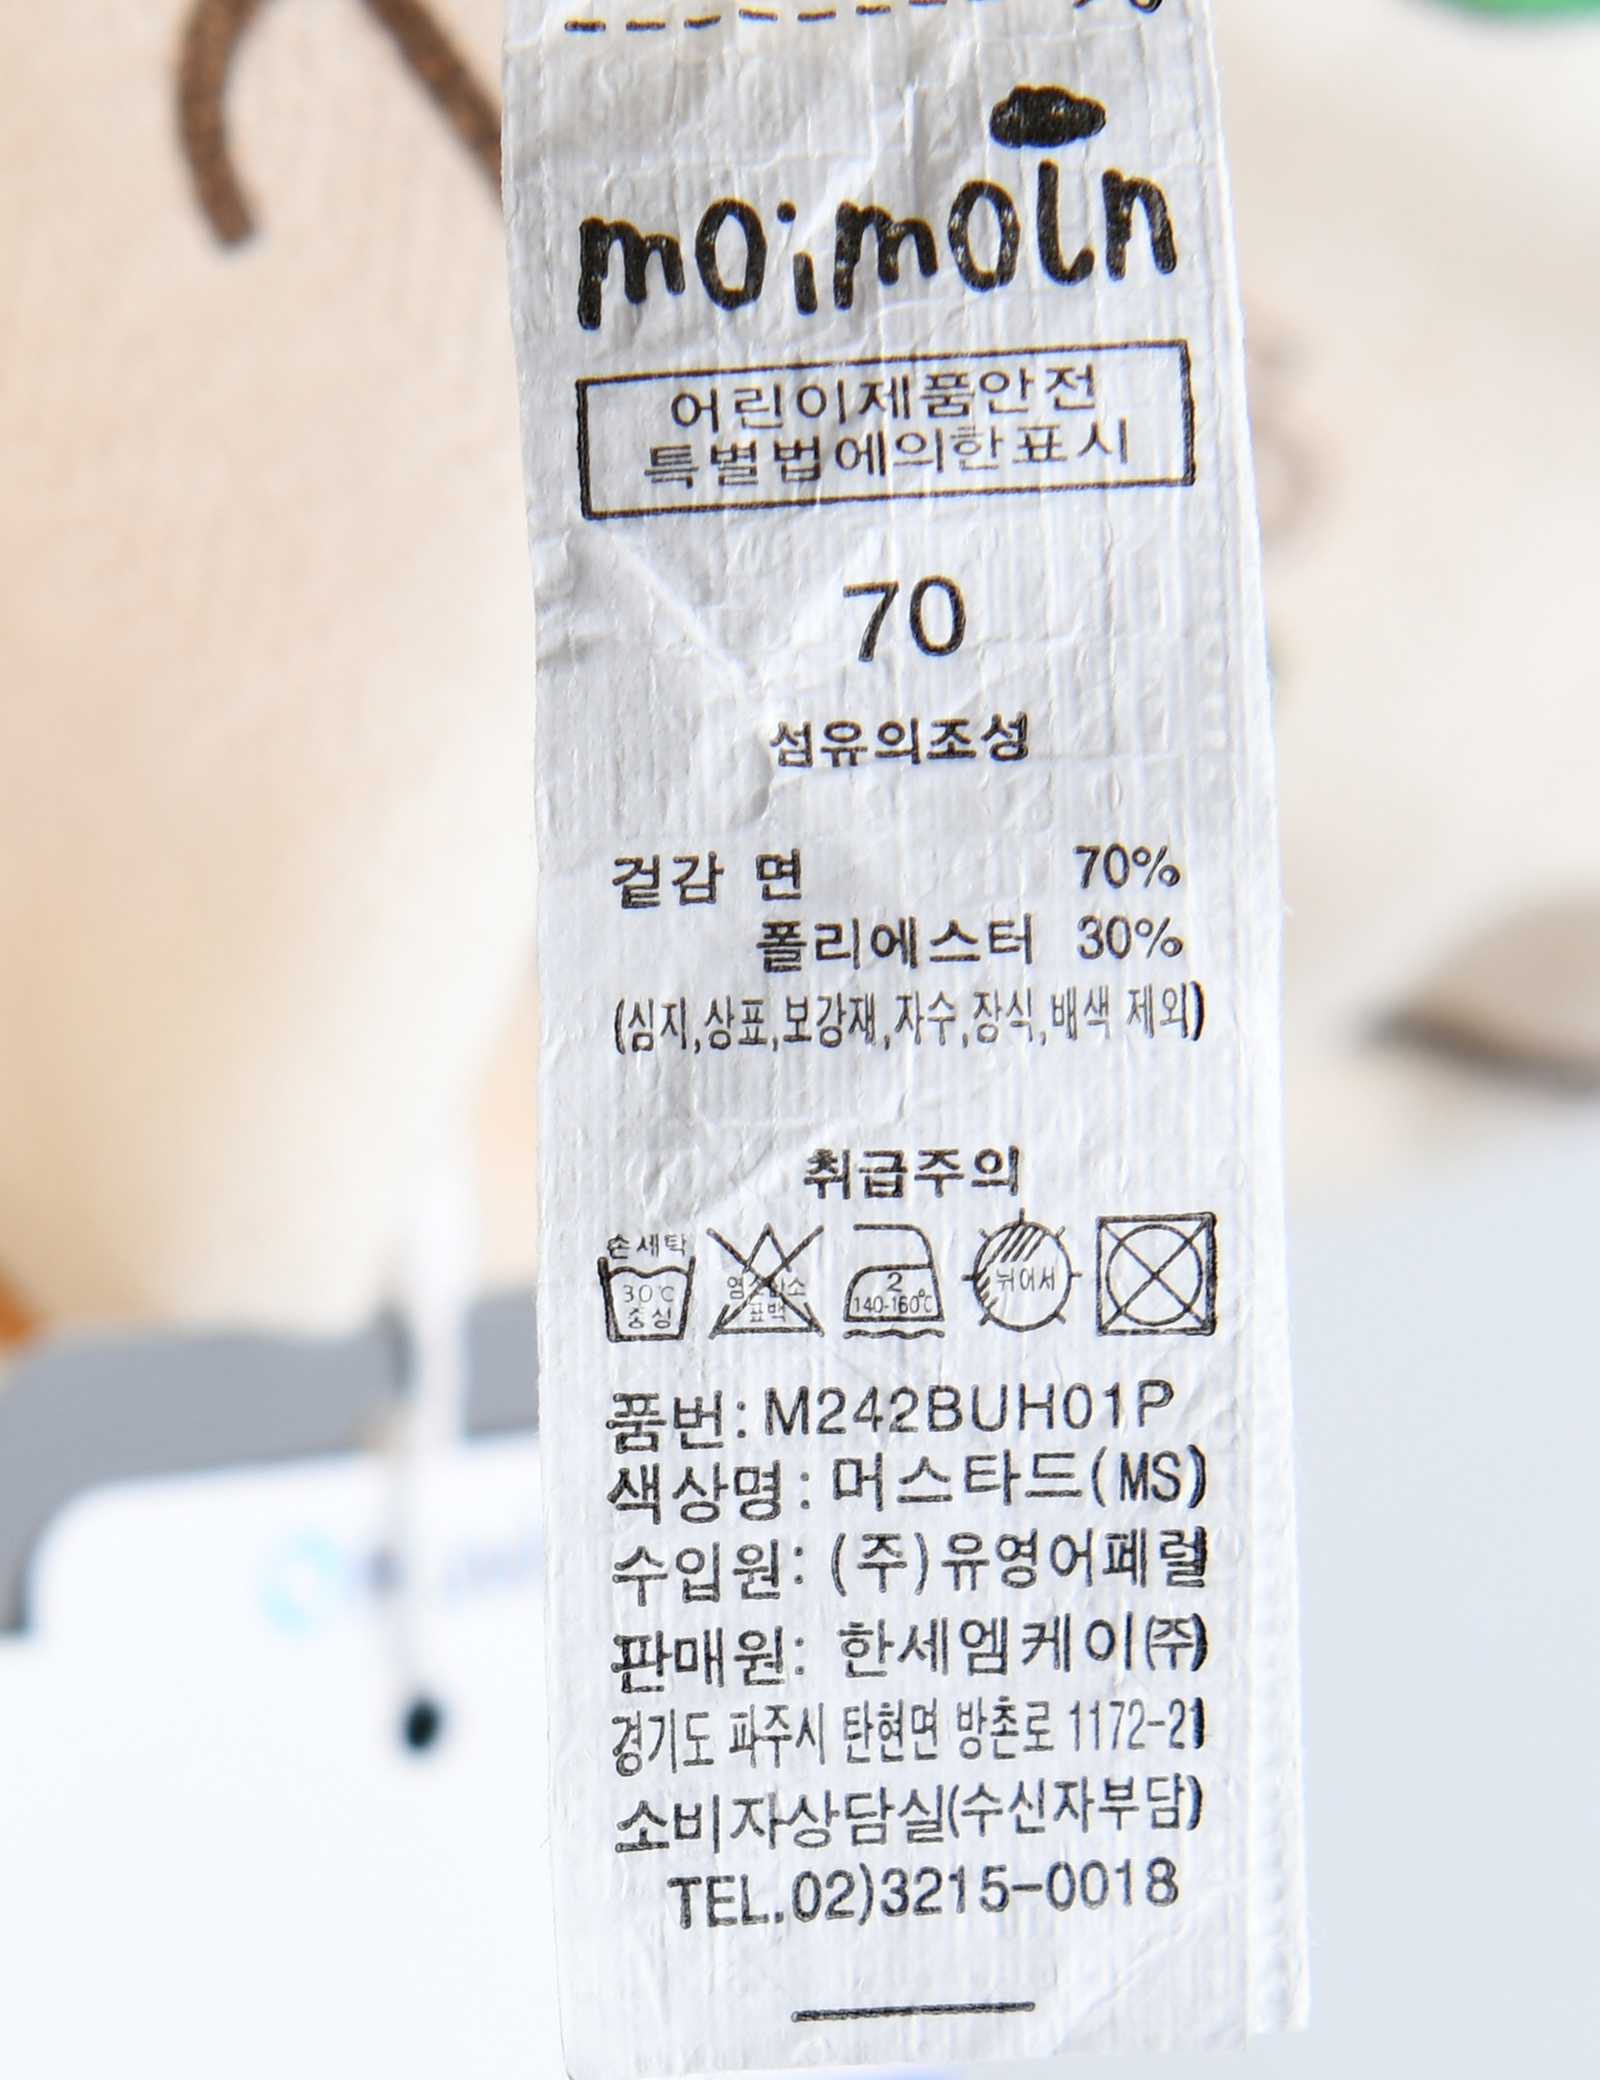 moimoln
어린이제품안전
특별법에의한표시
70
섬유의조성
겉감 면 70%
폴리에스터 30%
(심지,상표,보강재,자수,장식,배색 제외)
취급주의
손세탁
30℃
중성
염소산소
표백
2
140-160℃
뉘어서
품번: M242BUH01P
색상명: 머스타드(MS)
수입원: (주)유영어페럴
판매원: 한세엠케이(주)
경기도 파주시 탄현면 방촌로 1172-21
소비자상담실(수신자부담)
TEL.02)3215-0018